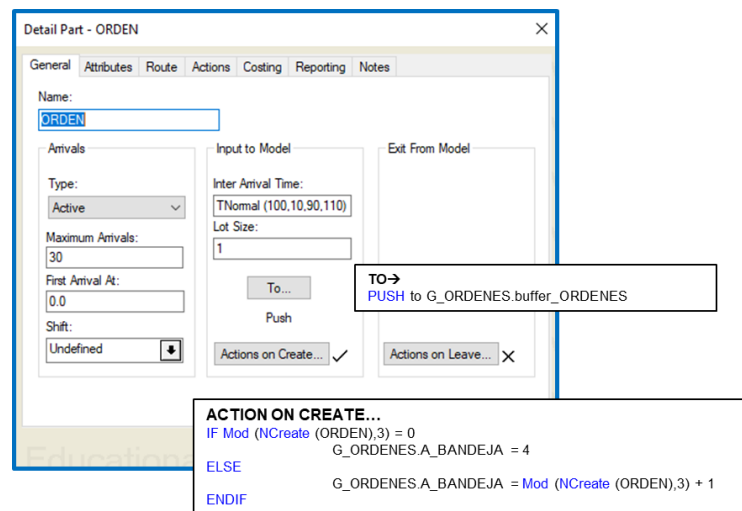 Detail Part - ORDEN
General Attributes Route Actions Costing Reporting Notes
Name:
ORDEN
Arrivals
Type:
Active
Maximum Arrivals:
30
First Arrival At:
0.0
Shift:
Undefined
Input to Model
Inter Arrival Time:
TNormal (100,10,90,110)
Lot Size:
1
To...
Push
Actions on Create...
Exit From Model
Actions on Leave...
TO→
PUSH to G_ORDENES.buffer_ORDENES
ACTION ON CREATE...
IF Mod (NCreate (ORDEN),3) = 0
G_ORDENES.A_BANDEJA = 4
ELSE
G_ORDENES.A_BANDEJA = Mod (NCreate (ORDEN),3) + 1
ENDIF
Educationa